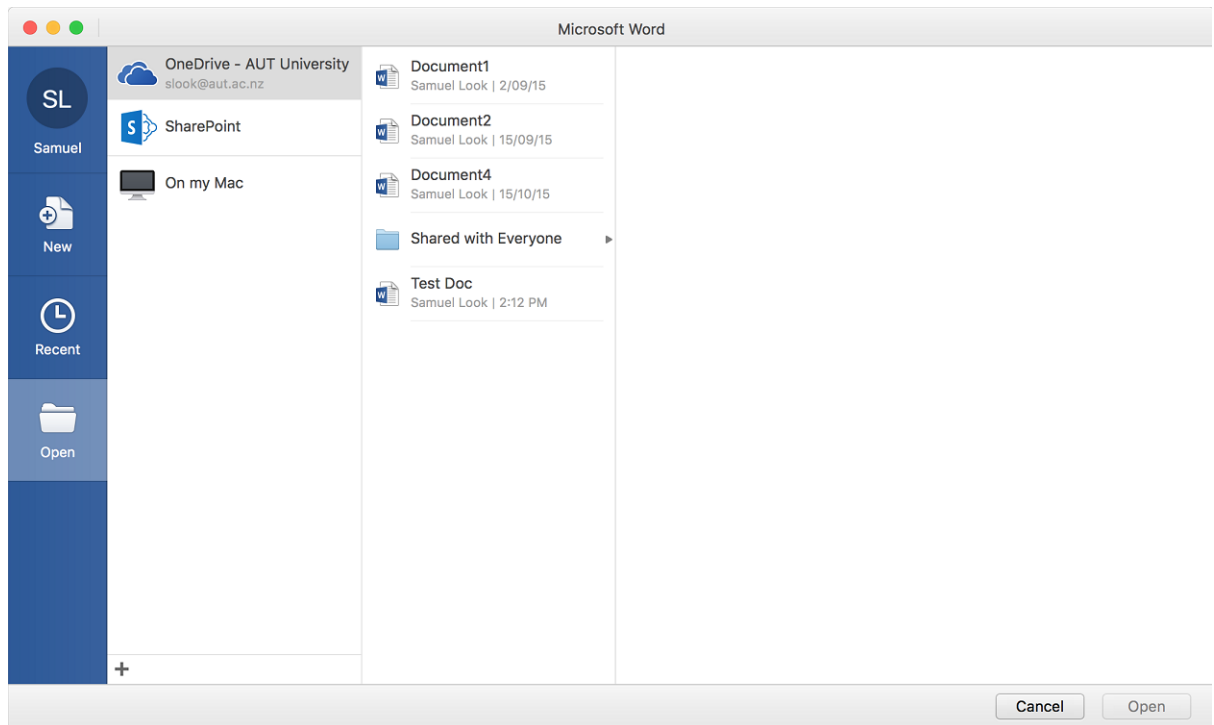 Microsoft Word
SL
Samuel
New
Recent
Open
OneDrive - AUT University
slook@aut.ac.nz
SharePoint
On my Mac
Document1
Samuel Look | 2/09/15
Document2
Samuel Look | 15/09/15
Document4
Samuel Look | 15/10/15
Shared with Everyone
Test Doc
Samuel Look | 2:12 PM
Cancel
Open